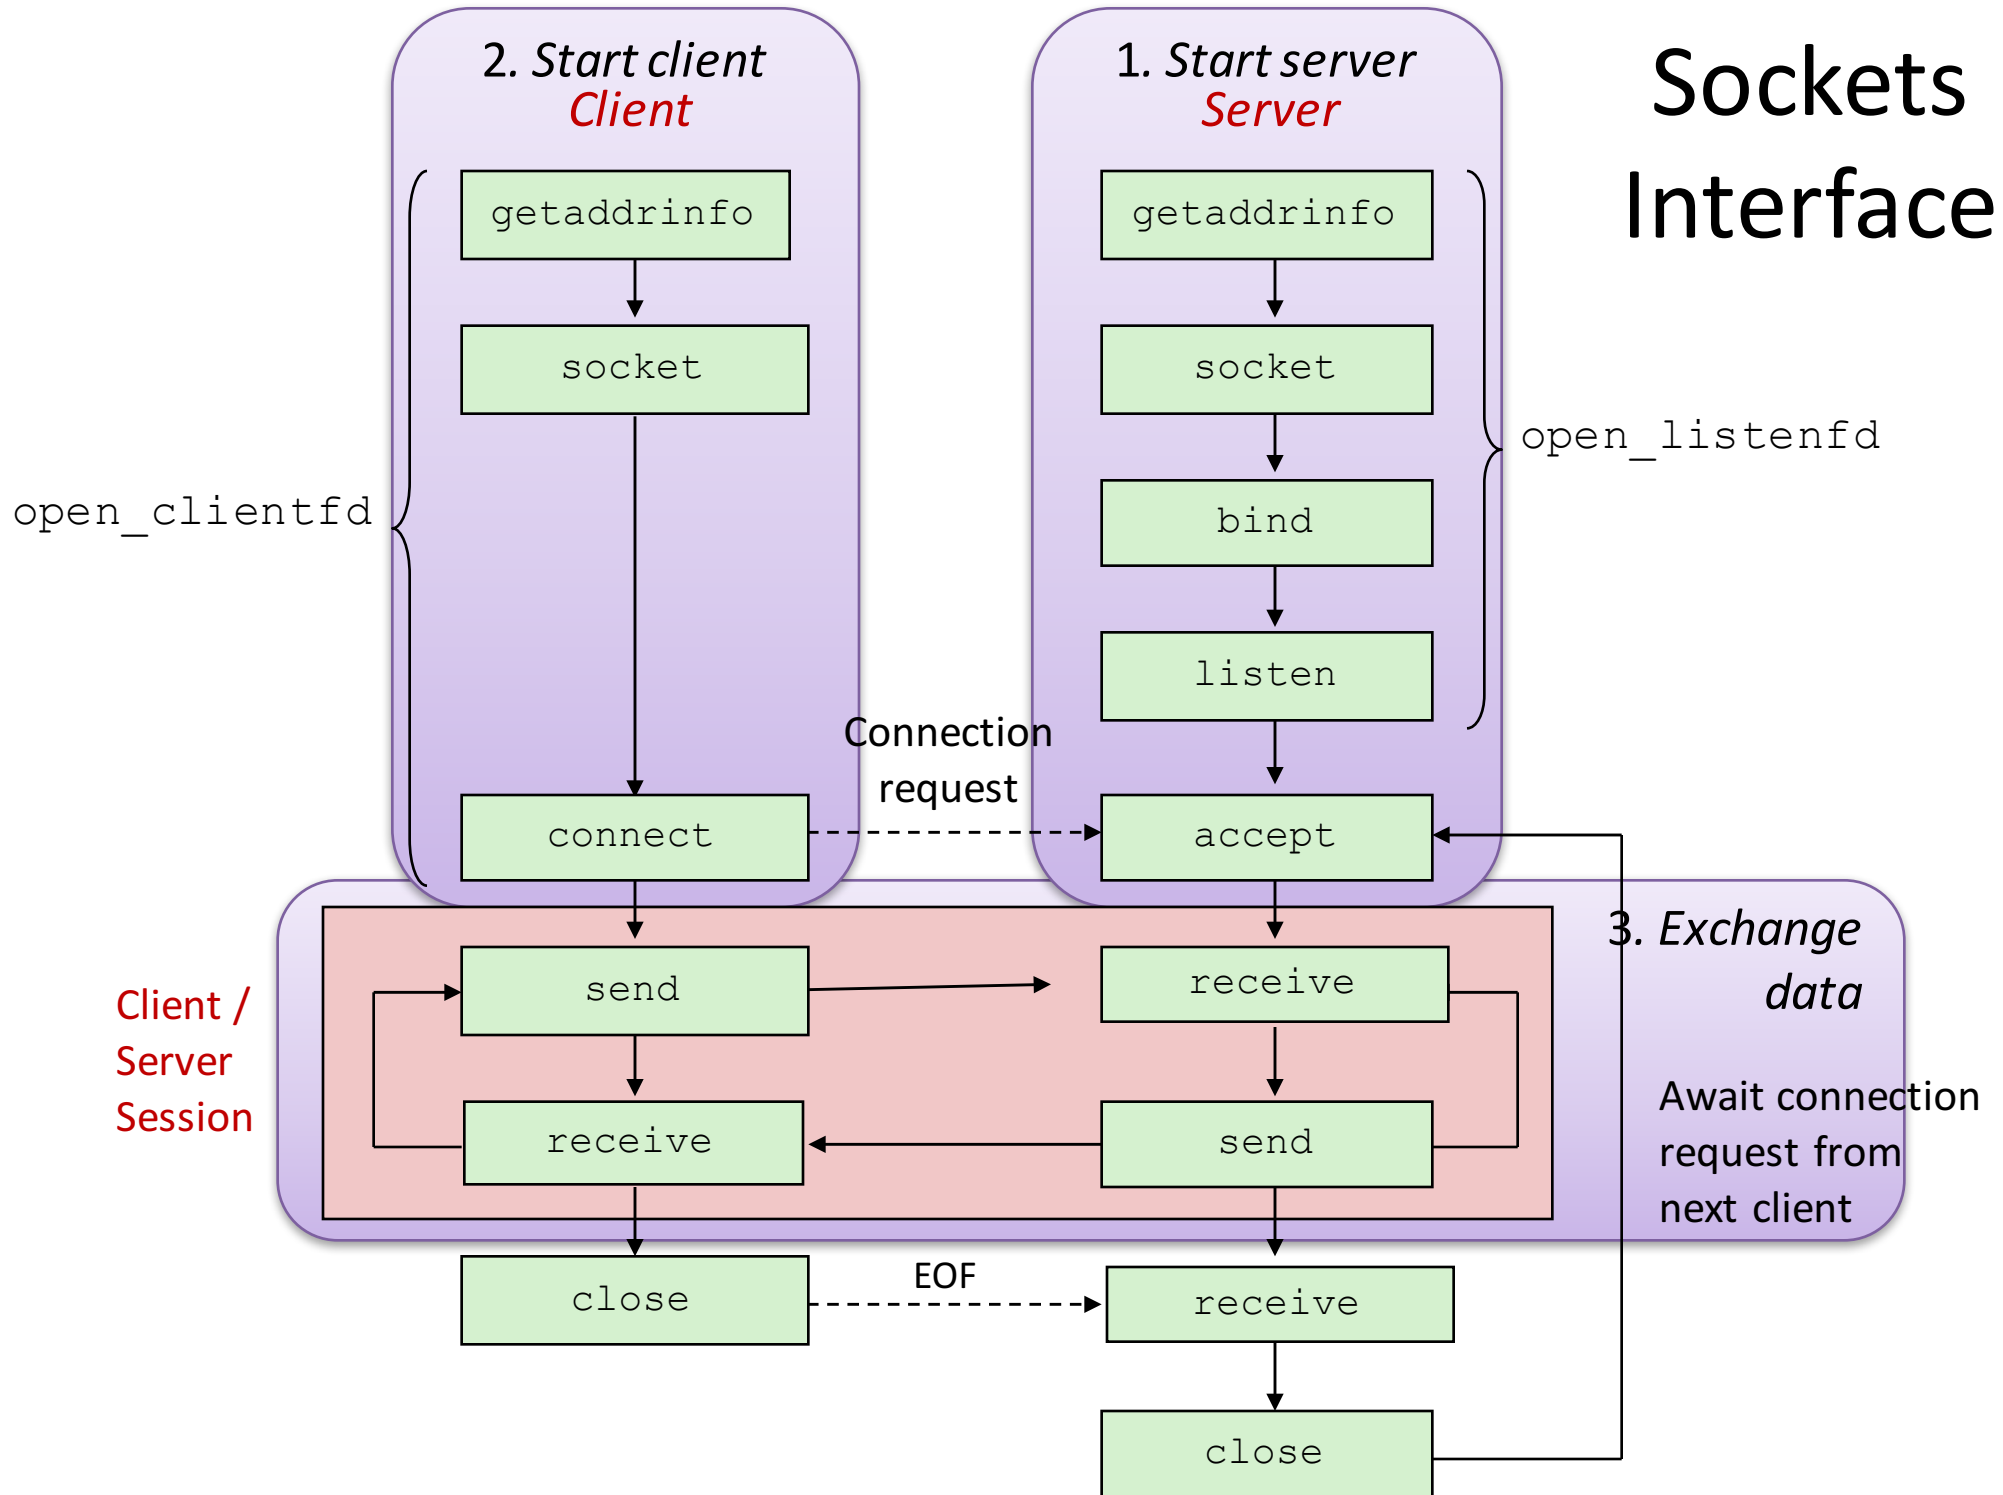 Sockets
Interface
2. Start client
Client
1. Start server
Server
getaddrinfo
getaddrinfo
socket
socket
open_listenfd
open_clientfd
bind
listen
Connection
request
connect
accept
3. Exchange
data
Client /
Server
Session
send
receive
Await connection
request from
next client
receive
send
EOF
close
receive
close